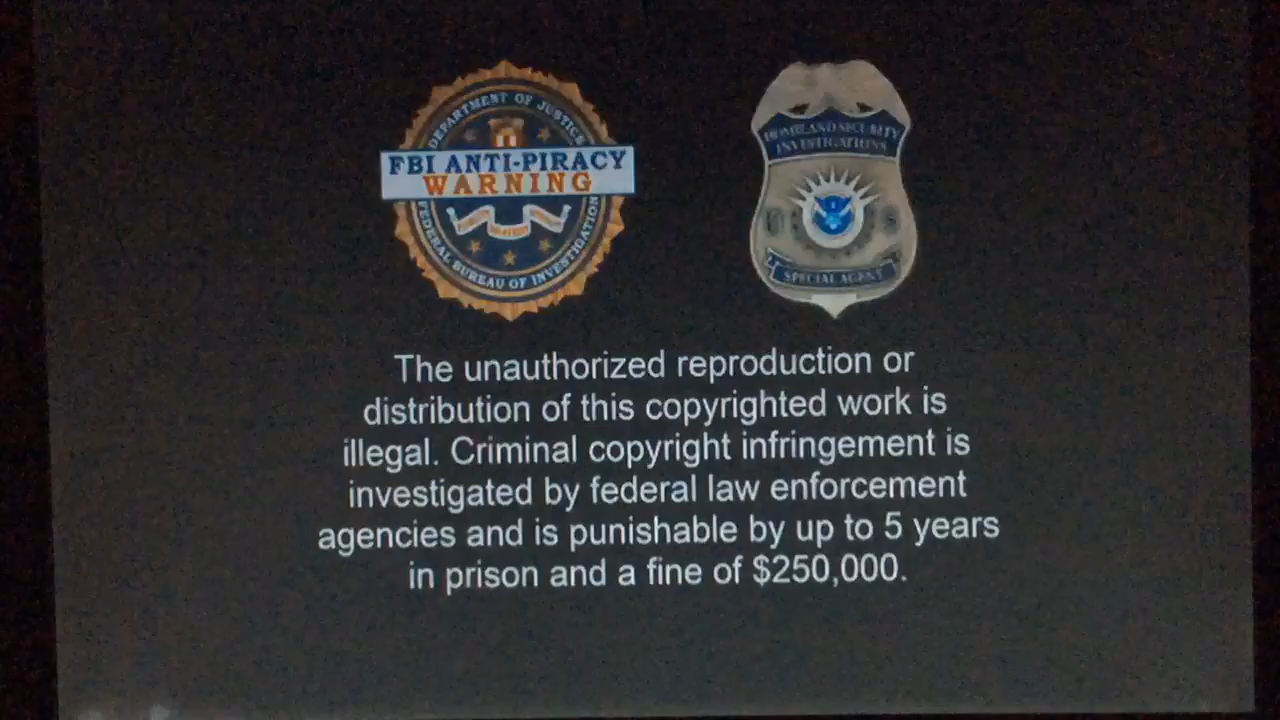 DEPARTMENT OF JUSTICE
FBI ANTI-PIRACY
WARNING
FEDERAL BUREAU OF INVESTIGATION
HOMELAND SECURITY
INVESTIGATIONS
SPECIAL AGENT
The unauthorized reproduction or
distribution of this copyrighted work is
illegal. Criminal copyright infringement is
investigated by federal law enforcement
agencies and is punishable by up to 5 years
in prison and a fine of $250,000.